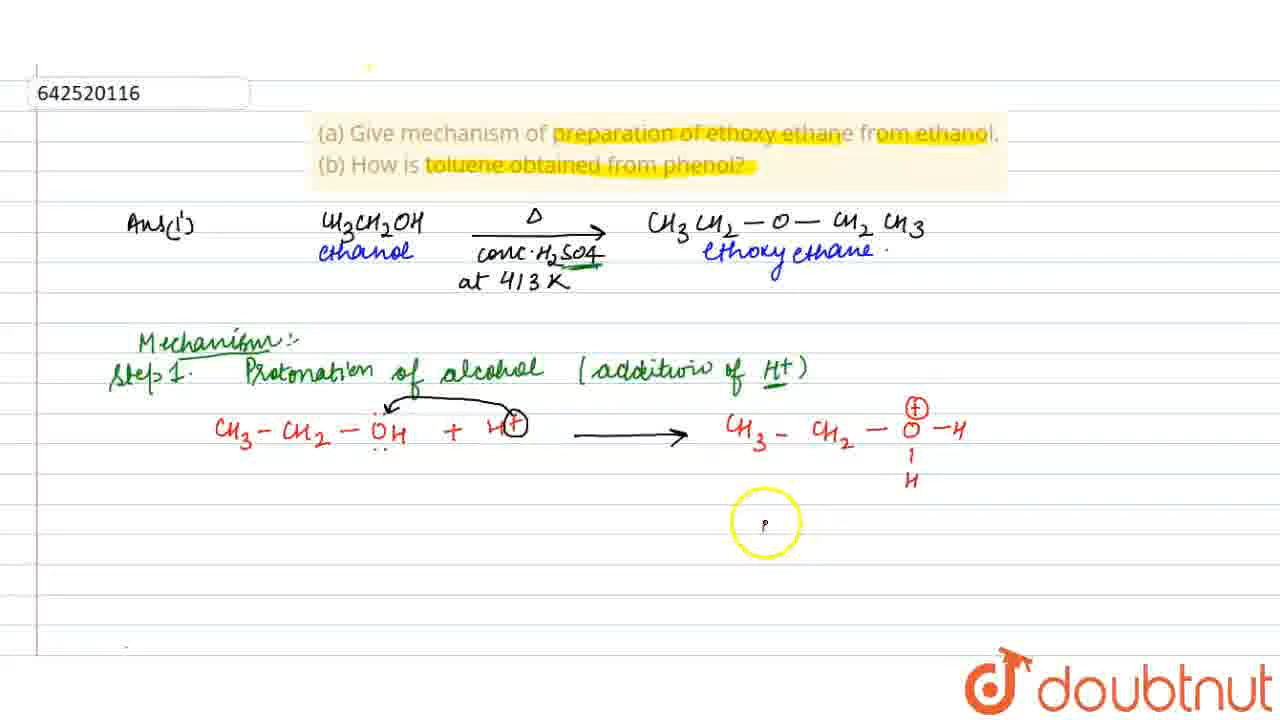 642520116
(a) Give mechanism of preparation of ethoxy ethane from ethanol.
(b) How is toluene obtained from phenol?
Ans(1) CH3CH2OH Δ CH3CH2-O-CH2CH3
ethanol conc·H2SO4 ethoxy ethane·
at 413 K
Mechanism:-
Step 1. Protonation of alcohol (addition of H+)
CH3-CH2-OH + H+ ⟶ CH3-CH2-O-H
+
H
doubtnut